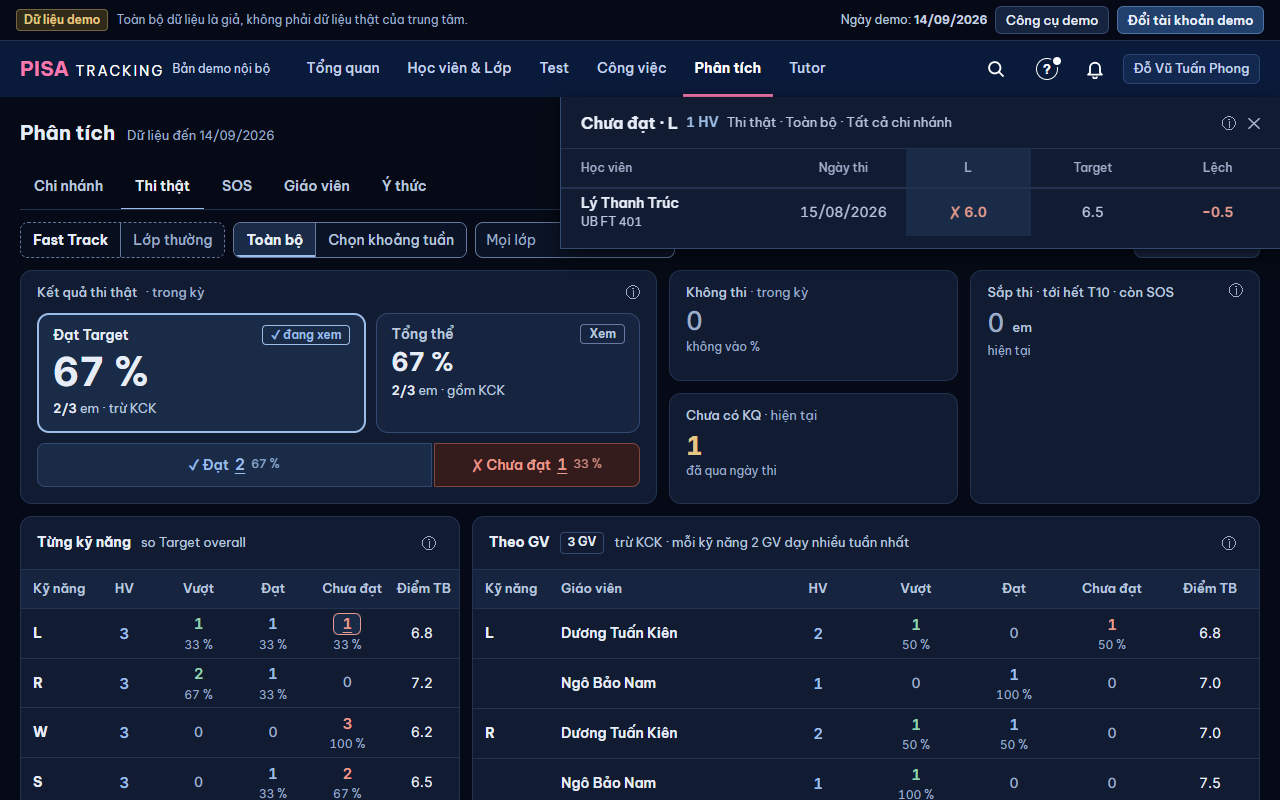 Dữ liệu demo Toàn bộ dữ liệu là giả, không phải dữ liệu thật của trung tâm. Ngày demo: 14/09/2026 Công cụ demo Đổi tài khoản demo
PISA TRACKING Bản demo nội bộ Tổng quan Học viên & Lớp Test Công việc Phân tích Tutor ? Đỗ Vũ Tuấn Phong
Phân tích Dữ liệu đến 14/09/2026
Chưa đạt · L 1 HV Thi thật · Toàn bộ · Tất cả chi nhánh
Học viên Ngày thi L Target Lệch
Lý Thanh Trúc 15/08/2026 ✗ 6.0 6.5 −0.5
UB FT 401
Chi nhánh Thi thật SOS Giáo viên Ý thức
Fast Track Lớp thường Toàn bộ Chọn khoảng tuần Mọi lớp
Kết quả thi thật · trong kỳ
Đạt Target ✓ đang xem
67 %
2/3 em · trừ KCK
Tổng thể Xem
67 %
2/3 em · gồm KCK
✓ Đạt 2 67 % ✗ Chưa đạt 1 33 %
Không thi · trong kỳ
0
không vào %
Chưa có KQ · hiện tại
1
đã qua ngày thi
Sắp thi · tới hết T10 · còn SOS
0 em
hiện tại
Từng kỹ năng so Target overall
Kỹ năng HV Vượt Đạt Chưa đạt Điểm TB
L 3 1 1 1 6.8
33 % 33 % 33 %
R 3 2 1 0 7.2
67 % 33 %
W 3 0 0 3 6.2
100 %
S 3 0 1 2 6.5
33 % 67 %
Theo GV 3 GV trừ KCK · mỗi kỹ năng 2 GV dạy nhiều tuần nhất
Kỹ năng Giáo viên HV Vượt Đạt Chưa đạt Điểm TB
L Dương Tuấn Kiên 2 1 0 1 6.8
50 % 50 %
Ngô Bảo Nam 1 0 1 0 7.0
100 %
R Dương Tuấn Kiên 2 1 1 0 7.0
50 % 50 %
Ngô Bảo Nam 1 1 0 0 7.5
100 %